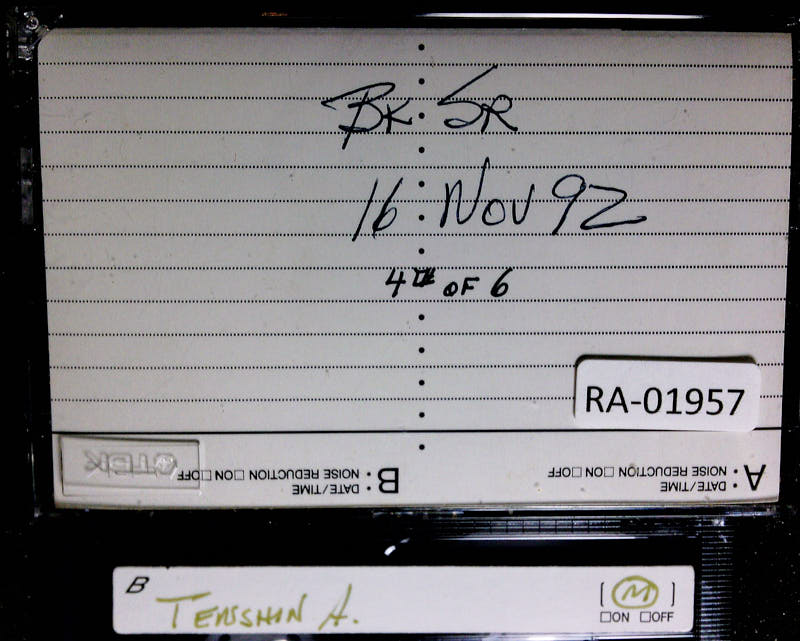 BK SR
16 NOV 92
4TH OF 6
RA-01957
A • DATE/TIME
• NOISE REDUCTION □ON □OFF
B • DATE/TIME
• NOISE REDUCTION □ON □OFF
TDK
B
TENSHIN A.
[M]
□ON □OFF